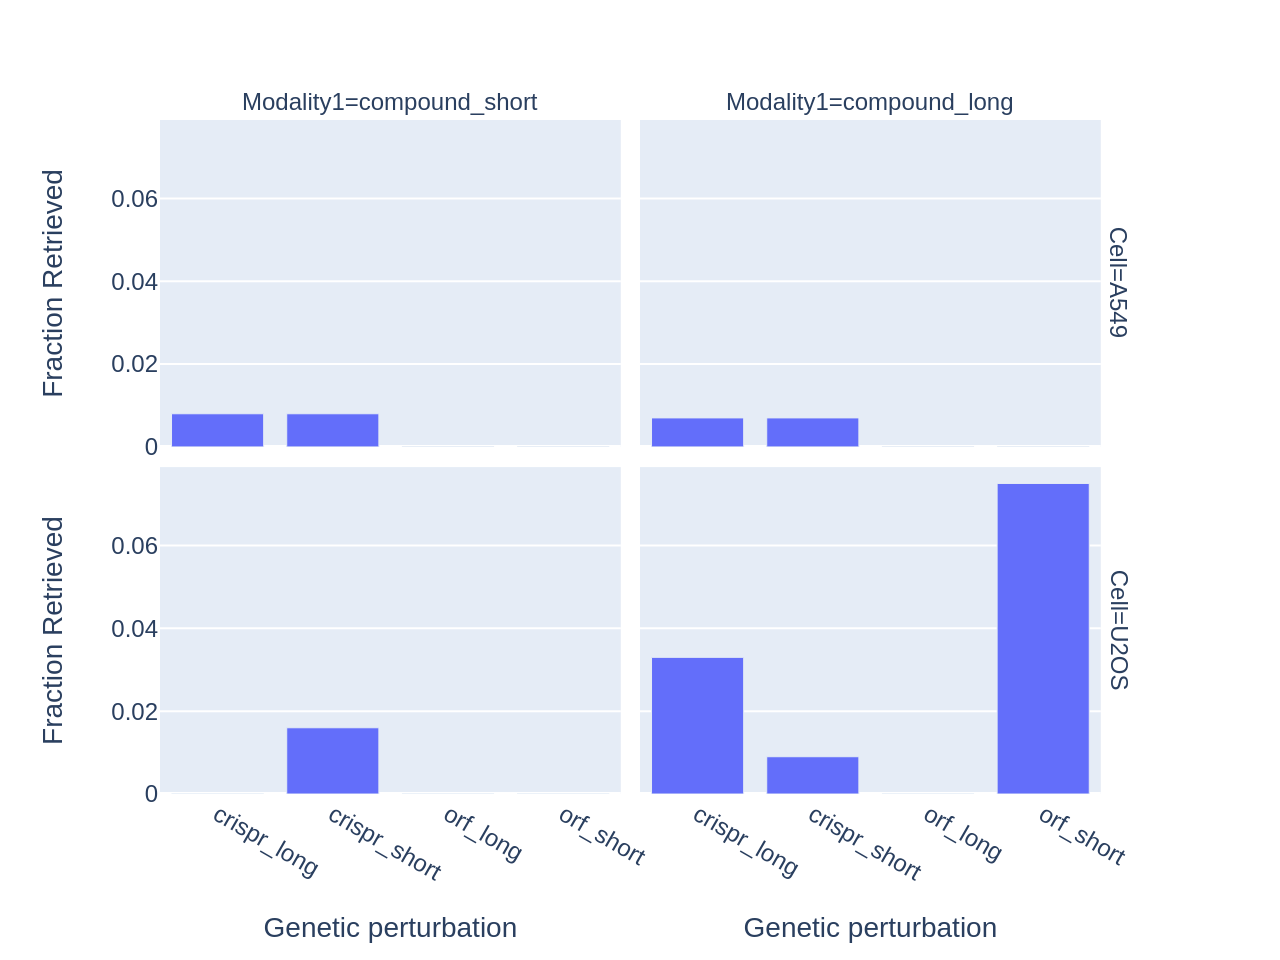 Modality1=compound_short
Modality1=compound_long
Fraction Retrieved
0.06
0.04
0.02
0
Cell=A549
Fraction Retrieved
0.06
0.04
0.02
0
Cell=U2OS
crispr_long
crispr_short
orf_long
orf_short
crispr_long
crispr_short
orf_long
orf_short
Genetic perturbation
Genetic perturbation